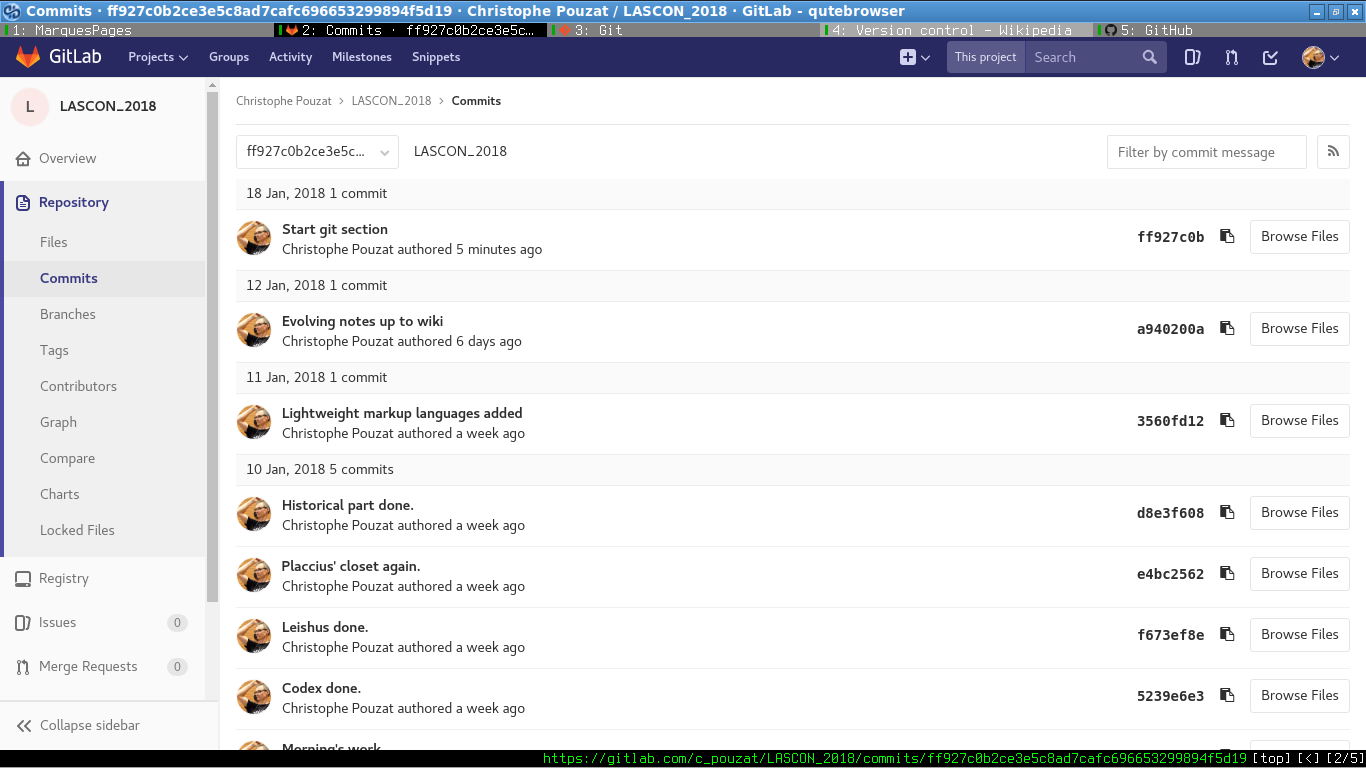 Commits · ff927c0b2ce3e5c8ad7cafc696653299894f5d19 · Christophe Pouzat / LASCON_2018 · GitLab - qutebrowser
1: MarquesPages
2: Commits · ff927c0b2ce3e5c…
3: Git
4: Version control - Wikipedia
5: GitHub
GitLab
Projects
Groups
Activity
Milestones
Snippets
This project
Search
L
LASCON_2018
Overview
Repository
Files
Commits
Branches
Tags
Contributors
Graph
Compare
Charts
Locked Files
Registry
Issues 0
Merge Requests 0
Collapse sidebar
Christophe Pouzat > LASCON_2018 > Commits
ff927c0b2ce3e5c...
LASCON_2018
Filter by commit message
18 Jan, 2018 1 commit
Start git section
Christophe Pouzat authored 5 minutes ago
ff927c0b
Browse Files
12 Jan, 2018 1 commit
Evolving notes up to wiki
Christophe Pouzat authored 6 days ago
a940200a
Browse Files
11 Jan, 2018 1 commit
Lightweight markup languages added
Christophe Pouzat authored a week ago
3560fd12
Browse Files
10 Jan, 2018 5 commits
Historical part done.
Christophe Pouzat authored a week ago
d8e3f608
Browse Files
Placcius' closet again.
Christophe Pouzat authored a week ago
e4bc2562
Browse Files
Leishus done.
Christophe Pouzat authored a week ago
f673ef8e
Browse Files
Codex done.
Christophe Pouzat authored a week ago
5239e6e3
Browse Files
Morning's work
https://gitlab.com/c_pouzat/LASCON_2018/commits/ff927c0b2ce3e5c8ad7cafc696653299894f5d19 [top] [<] [2/5]